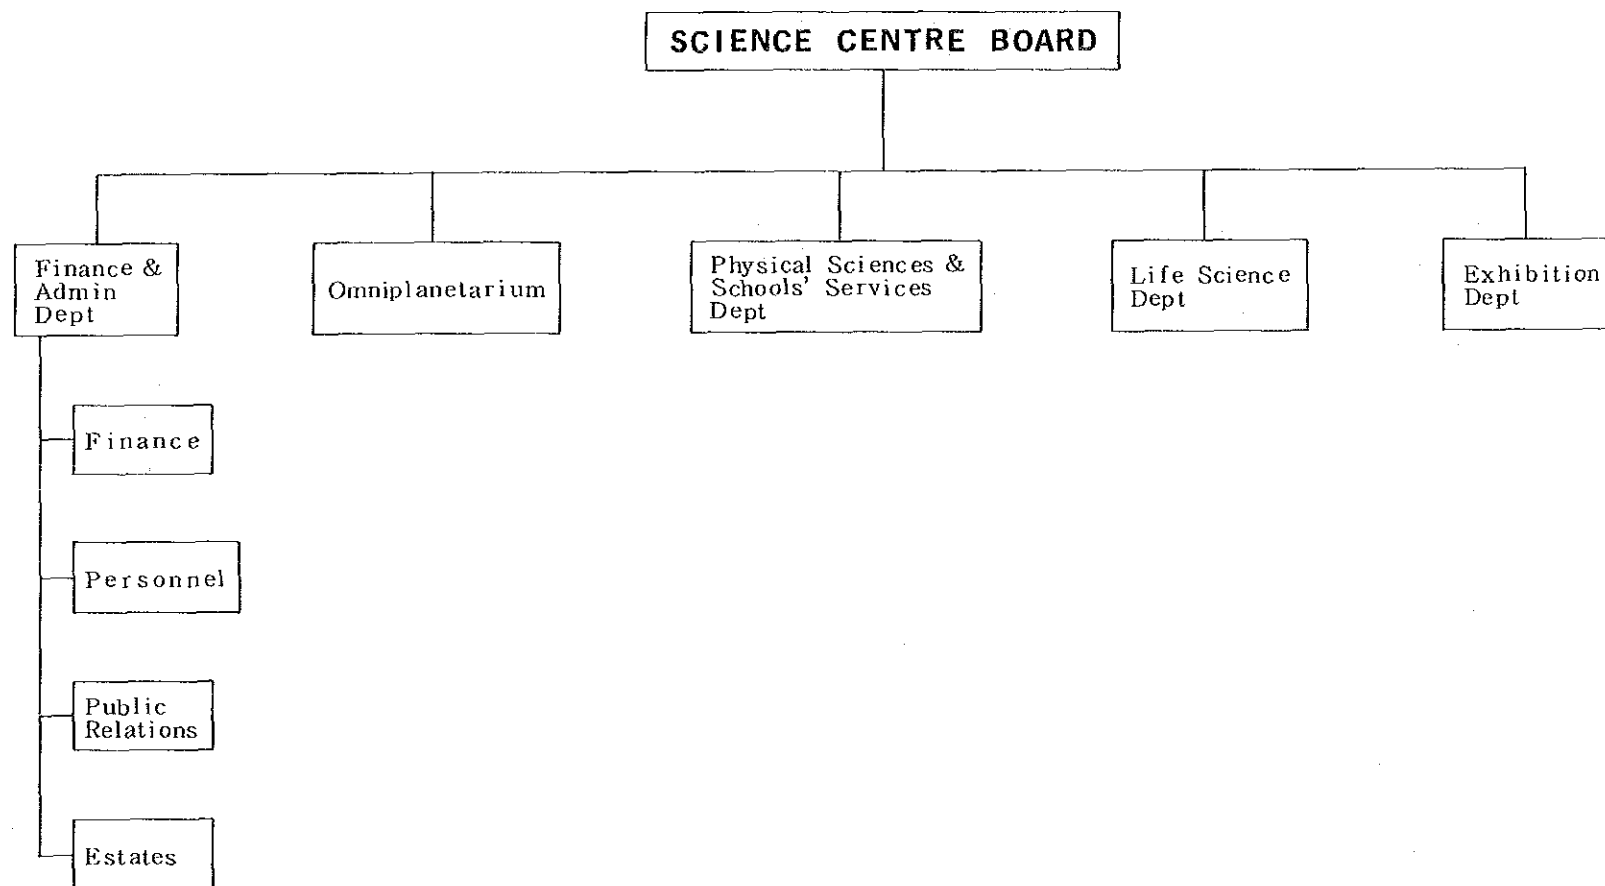 SCIENCE CENTRE BOARD
Finance &
Admin
Dept
Omniplanetarium
Physical Sciences &
Schools' Services
Dept
Life Science
Dept
Exhibition
Dept
Finance
Personnel
Public
Relations
Estates